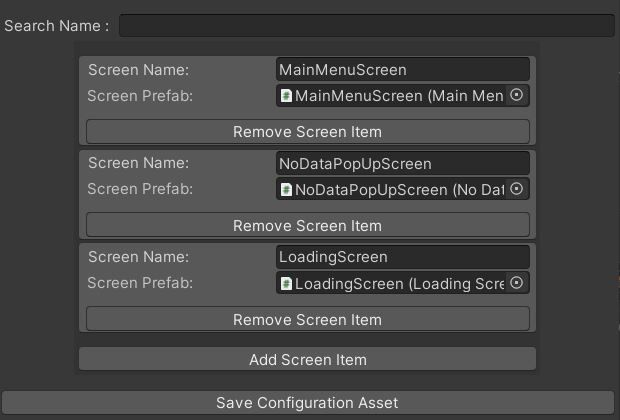 Search Name :
Screen Name: MainMenuScreen
Screen Prefab: MainMenuScreen (Main Men
Remove Screen Item
Screen Name: NoDataPopUpScreen
Screen Prefab: NoDataPopUpScreen (No Dat
Remove Screen Item
Screen Name: LoadingScreen
Screen Prefab: LoadingScreen (Loading Scre
Remove Screen Item
Add Screen Item
Save Configuration Asset